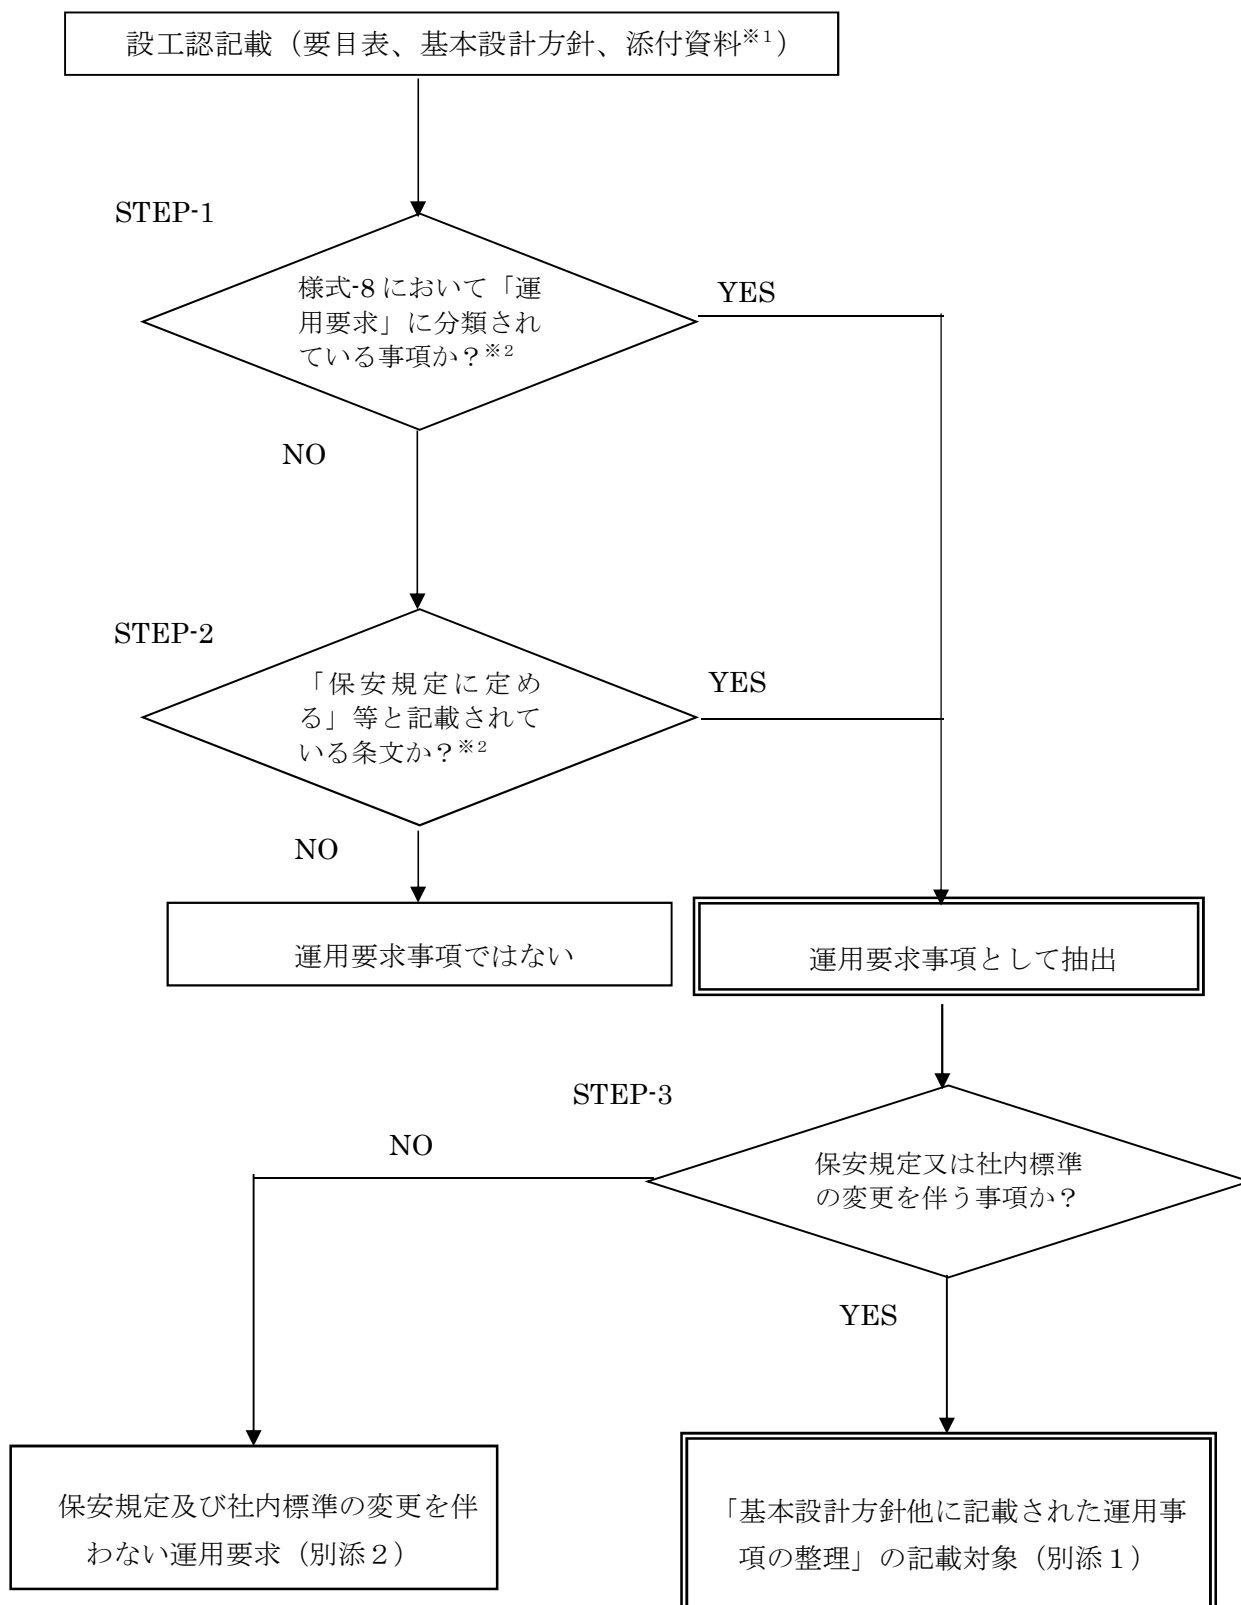 設工認記載（要目表、基本設計方針、添付資料※1）
STEP-1
様式-8 において「運
用要求」に分類され
ている事項か？※2
YES
NO
STEP-2
「保安規定に定め
る」等と記載されて
いる条文か？※2
YES
NO
運用要求事項ではない
運用要求事項として抽出
STEP-3
保安規定又は社内標準
の変更を伴う事項か？
NO
YES
保安規定及び社内標準の変更を伴
わない運用要求（別添２）
「基本設計方針他に記載された運用事
項の整理」の記載対象（別添１）